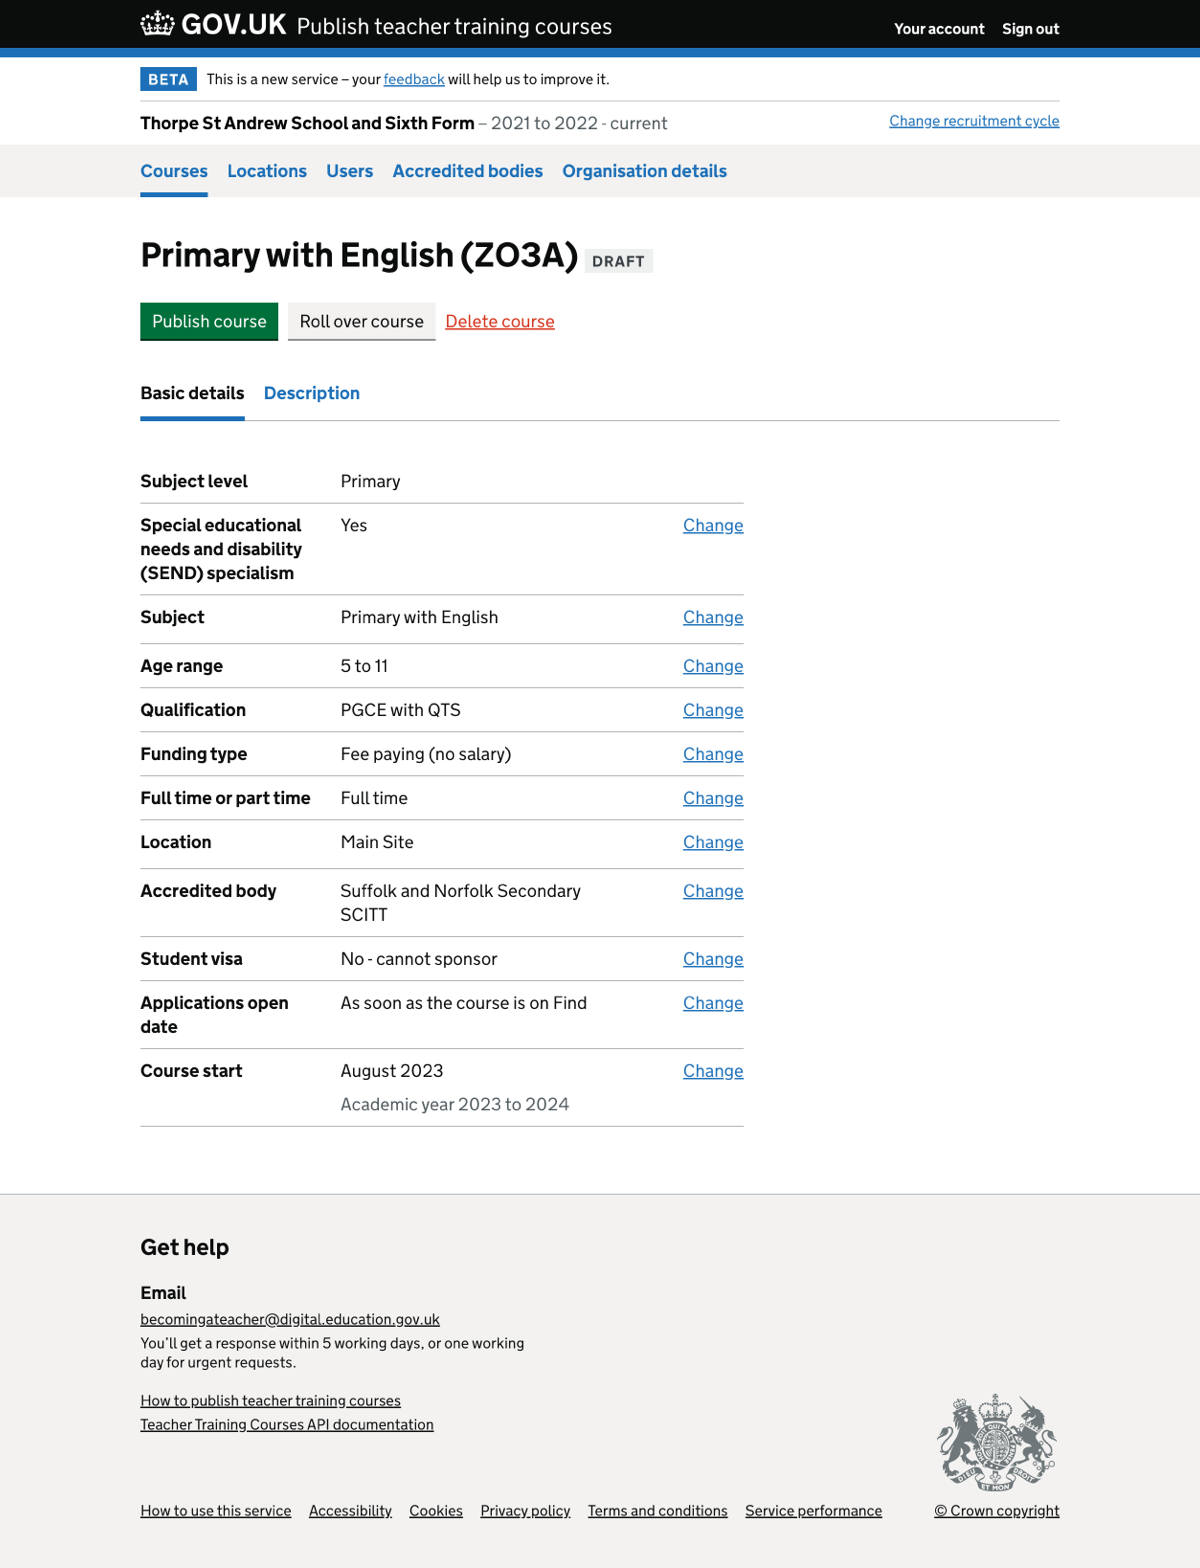 GOV.UK Publish teacher training courses Your account Sign out
BETA This is a new service – your feedback will help us to improve it.
Thorpe St Andrew School and Sixth Form – 2021 to 2022 - current Change recruitment cycle
Courses Locations Users Accredited bodies Organisation details
Primary with English (ZO3A) DRAFT
Publish course Roll over course Delete course
Basic details Description
Subject level Primary
Special educational Yes Change
needs and disability
(SEND) specialism
Subject Primary with English Change
Age range 5 to 11 Change
Qualification PGCE with QTS Change
Funding type Fee paying (no salary) Change
Full time or part time Full time Change
Location Main Site Change
Accredited body Suffolk and Norfolk Secondary Change
SCITT
Student visa No - cannot sponsor Change
Applications open As soon as the course is on Find Change
date
Course start August 2023 Change
Academic year 2023 to 2024
Get help
Email
becomingateacher@digital.education.gov.uk
You’ll get a response within 5 working days, or one working
day for urgent requests.
How to publish teacher training courses
Teacher Training Courses API documentation
DIEU ET MON DROIT
How to use this service Accessibility Cookies Privacy policy Terms and conditions Service performance © Crown copyright